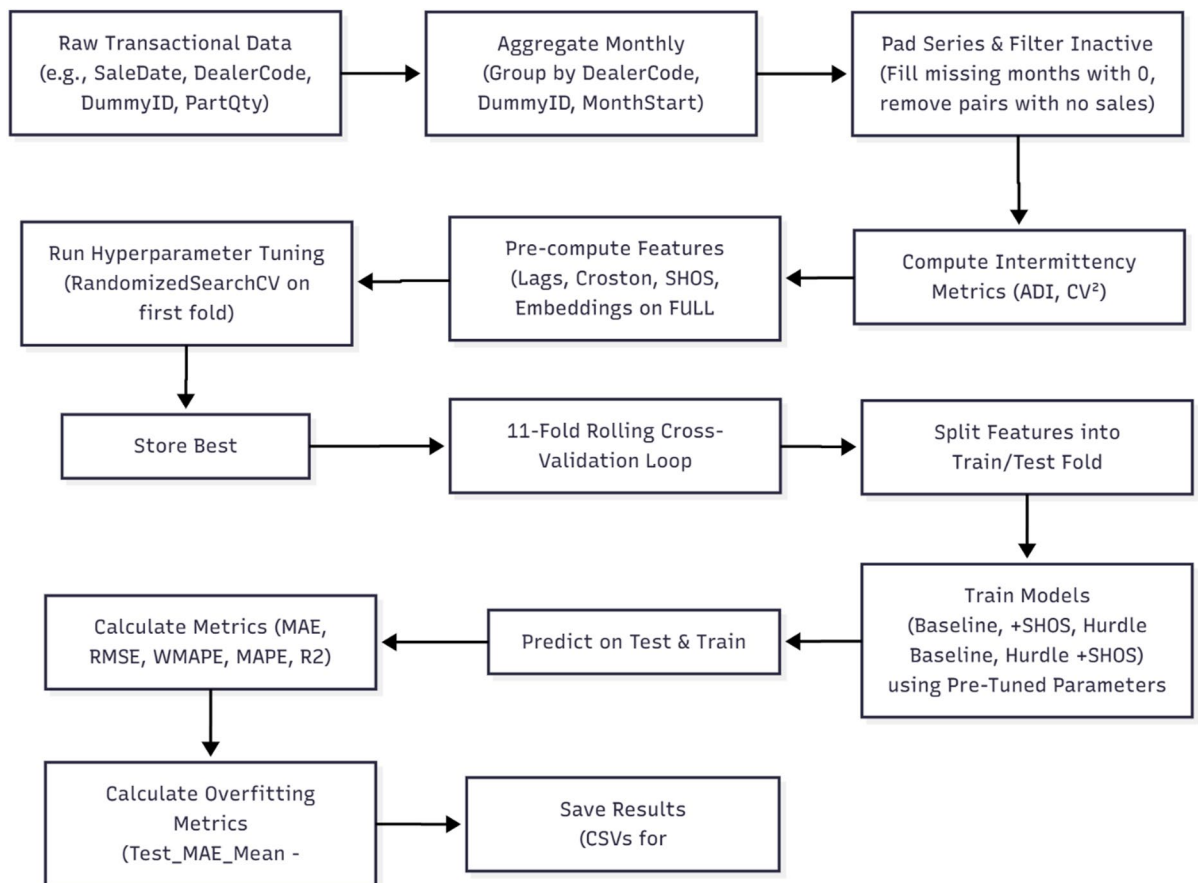 Raw Transactional Data
(e.g., SaleDate, DealerCode,
DummyID, PartQty)
Aggregate Monthly
(Group by DealerCode,
DummyID, MonthStart)
Pad Series & Filter Inactive
(Fill missing months with 0,
remove pairs with no sales)
Compute Intermittency
Metrics (ADI, CV²)
Pre-compute Features
(Lags, Croston, SHOS,
Embeddings on FULL
Run Hyperparameter Tuning
(RandomizedSearchCV on
first fold)
Store Best
11-Fold Rolling Cross-
Validation Loop
Split Features into
Train/Test Fold
Train Models
(Baseline, +SHOS, Hurdle
Baseline, Hurdle +SHOS)
using Pre-Tuned Parameters
Predict on Test & Train
Calculate Metrics (MAE,
RMSE, WMAPE, MAPE, R2)
Calculate Overfitting
Metrics
(Test_MAE_Mean -
Save Results
(CSVs for